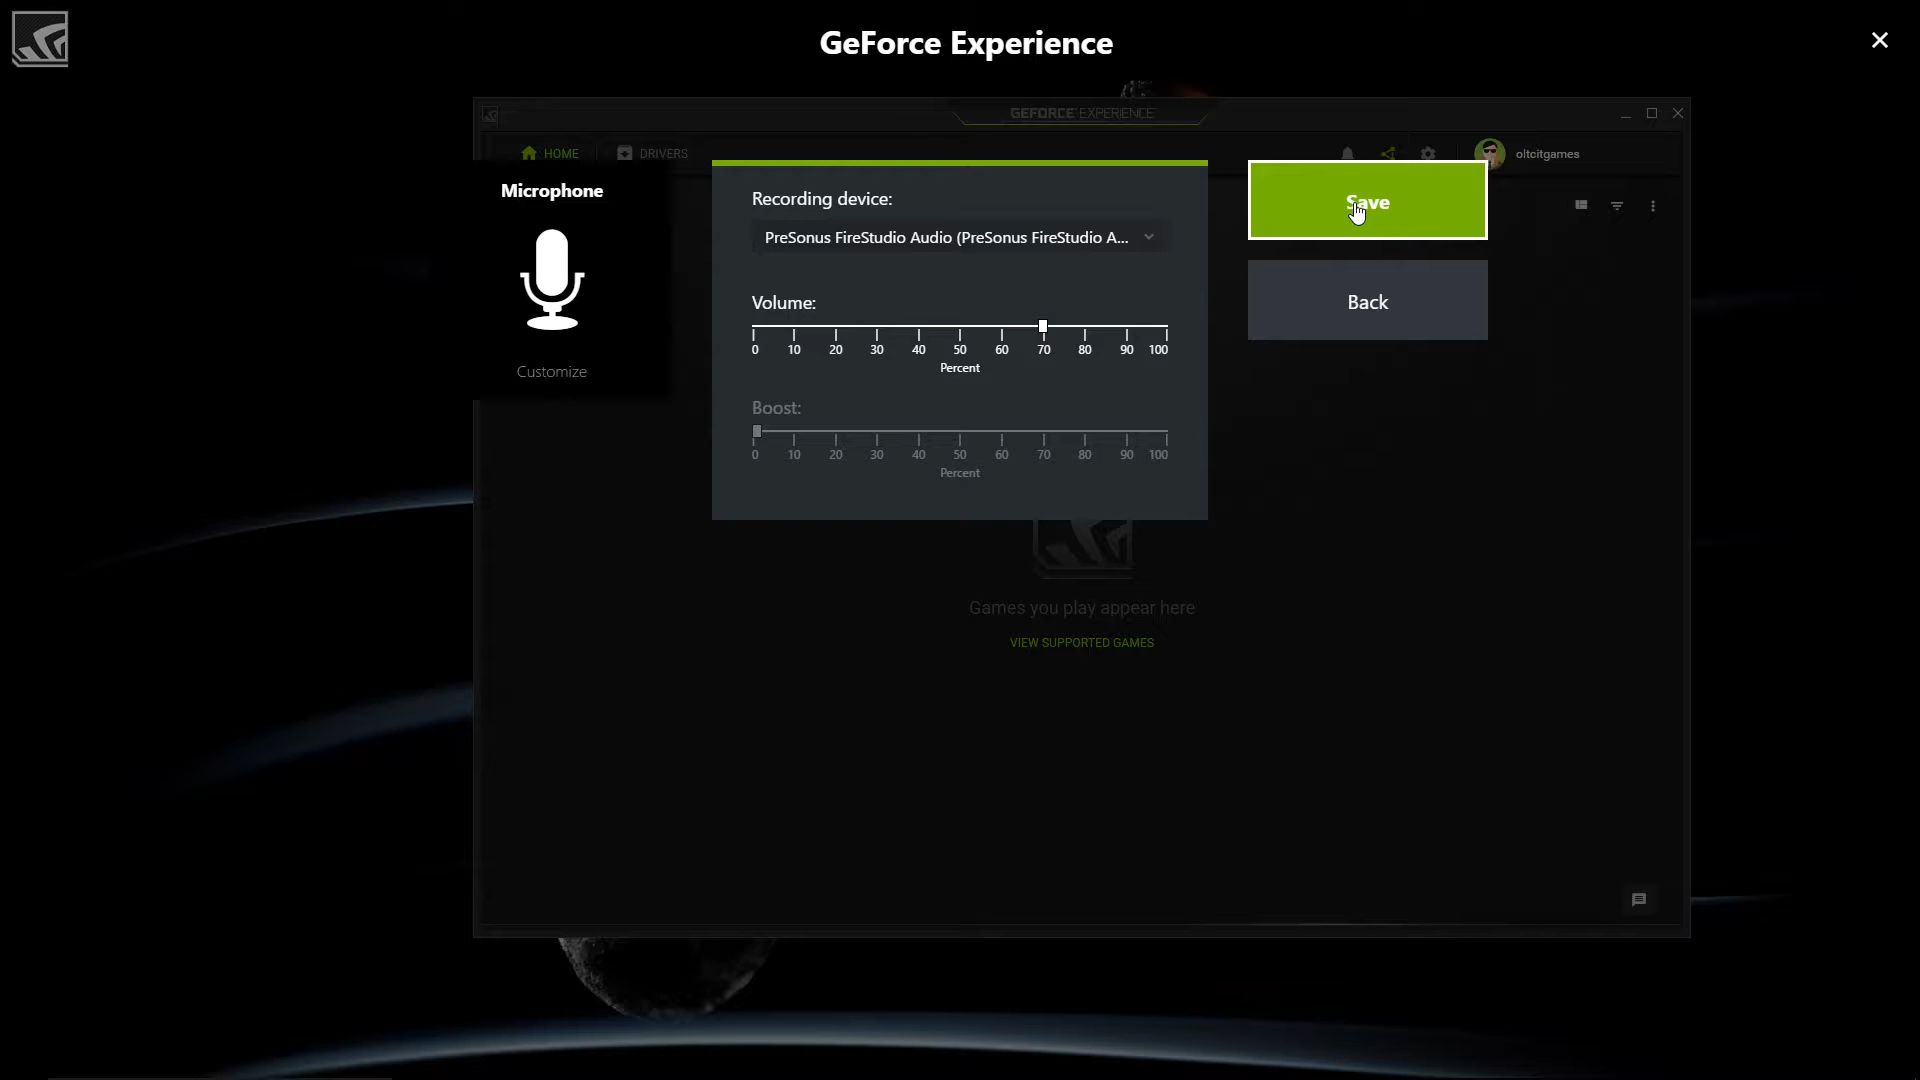 GeForce Experience
GEFORCE EXPERIENCE
HOME
DRIVERS
oltcitgames
Microphone
Customize
Recording device:
PreSonus FireStudio Audio (PreSonus FireStudio A...
Volume:
0 10 20 30 40 50 60 70 80 90 100
Percent
Boost:
0 10 20 30 40 50 60 70 80 90 100
Percent
Save
Back
Games you play appear here
VIEW SUPPORTED GAMES